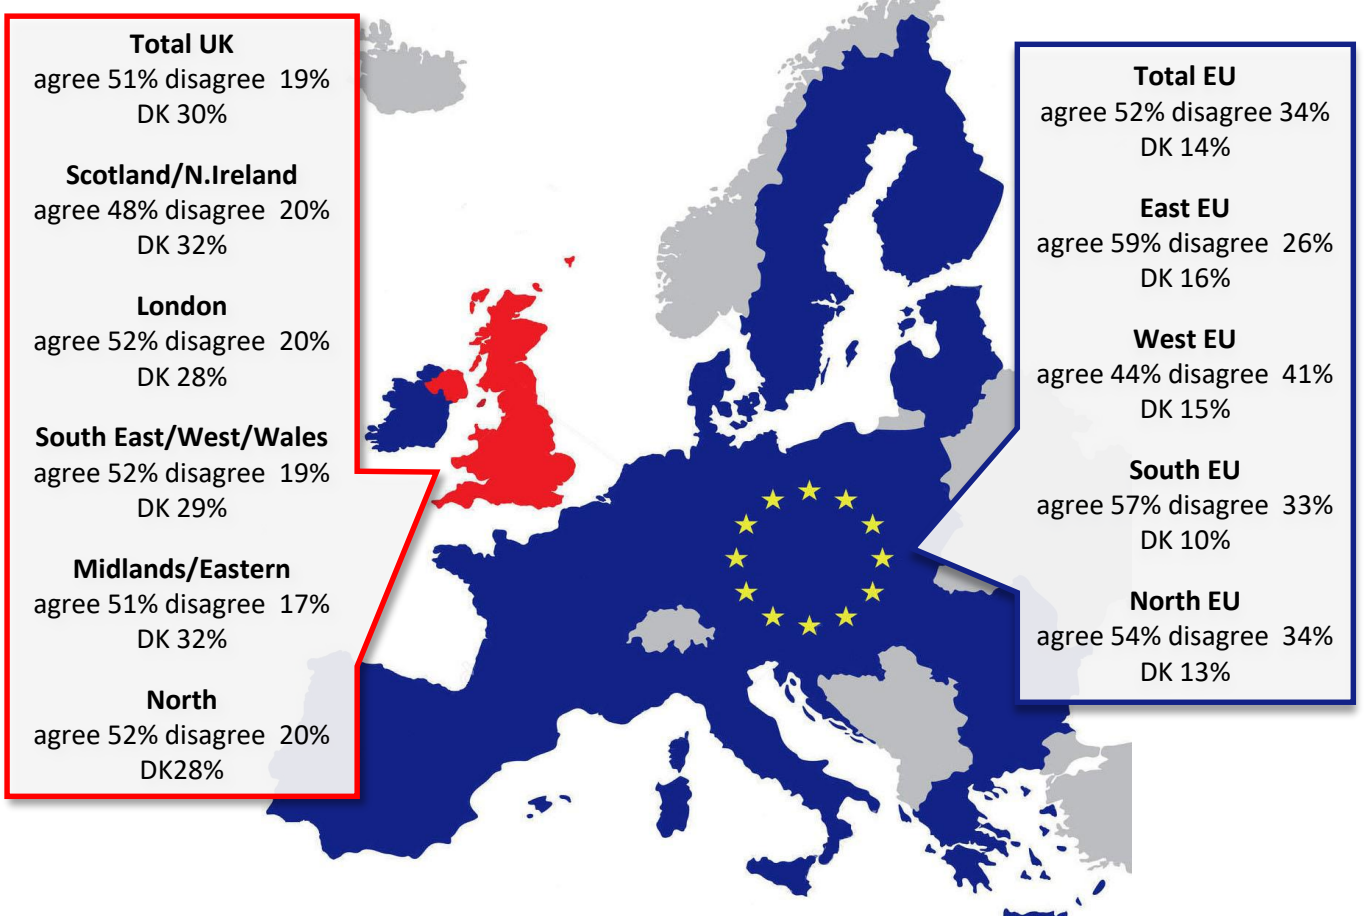 Total UK
agree 51% disagree  19%
DK 30%
Scotland/N.Ireland
agree 48% disagree  20%
DK 32%
London
agree 52% disagree  20%
DK 28%
South East/West/Wales
agree 52% disagree  19%
DK 29%
Midlands/Eastern
agree 51% disagree  17%
DK 32%
North
agree 52% disagree  20%
DK28%
Total EU
agree 52% disagree 34%
DK 14%
East EU
agree 59% disagree  26%
DK 16%
West EU
agree 44% disagree  41%
DK 15%
South EU
agree 57% disagree  33%
DK 10%
North EU
agree 54% disagree  34%
DK 13%